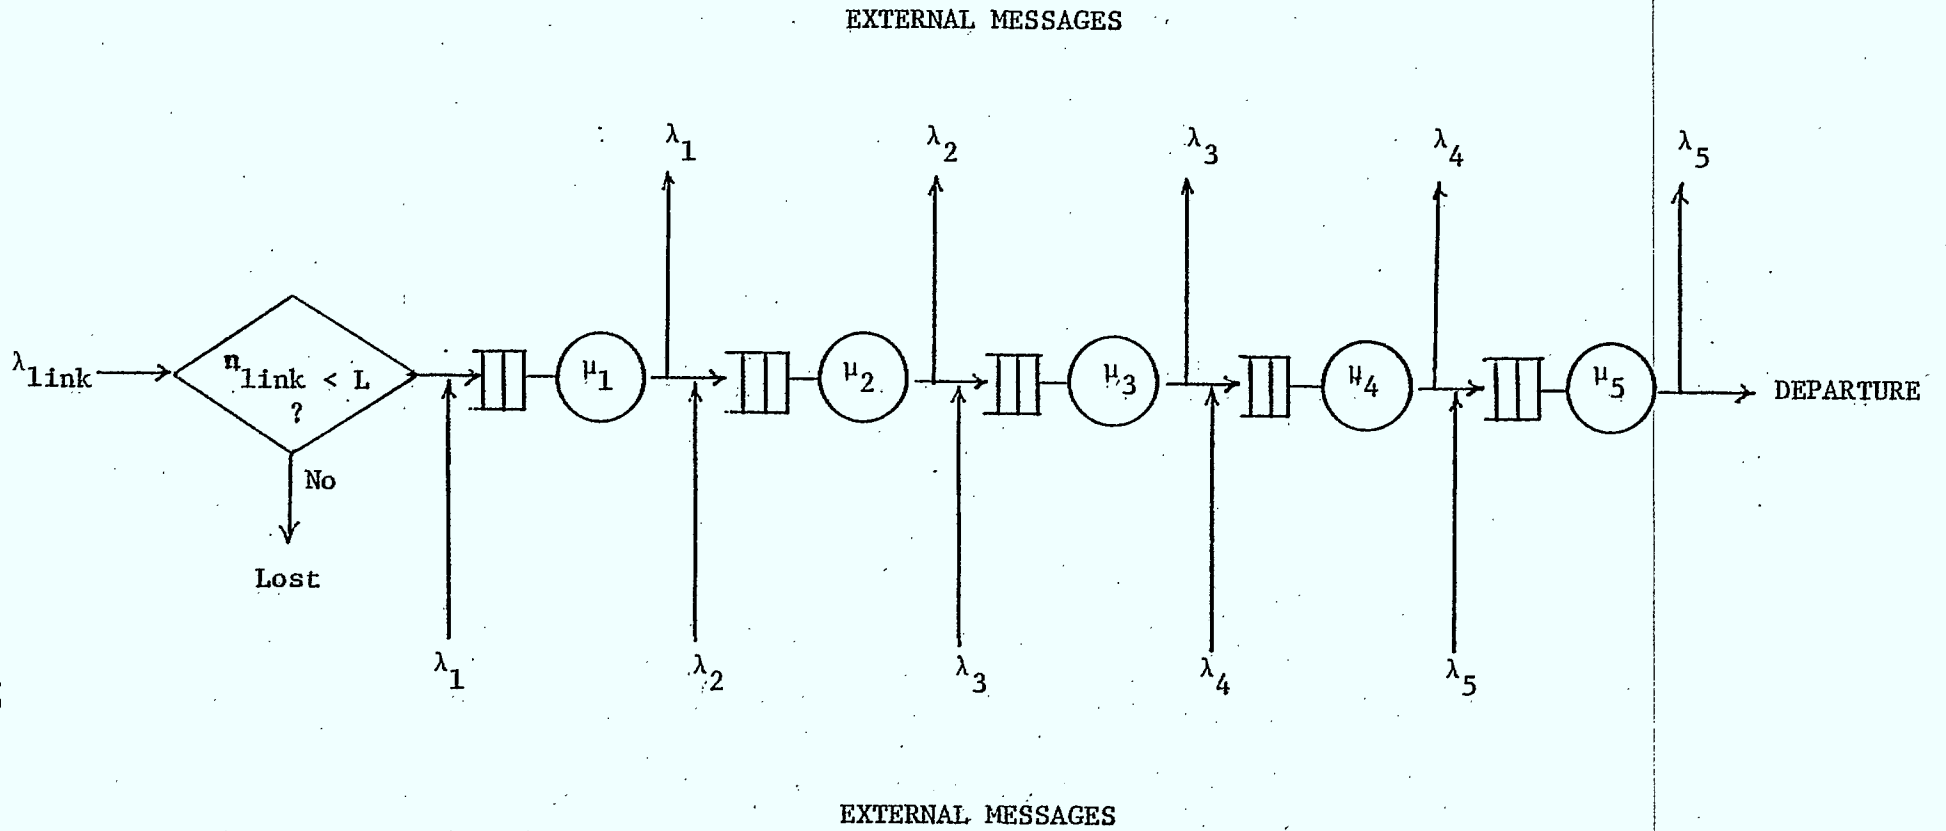 EXTERNAL MESSAGES
λ1 λ2 λ3 λ4 λ5
λlink
nlink < L
?
μ1 μ2 μ3 μ4 μ5
DEPARTURE
No
Lost
λ1 λ2 λ3 λ4 λ5
EXTERNAL MESSAGES